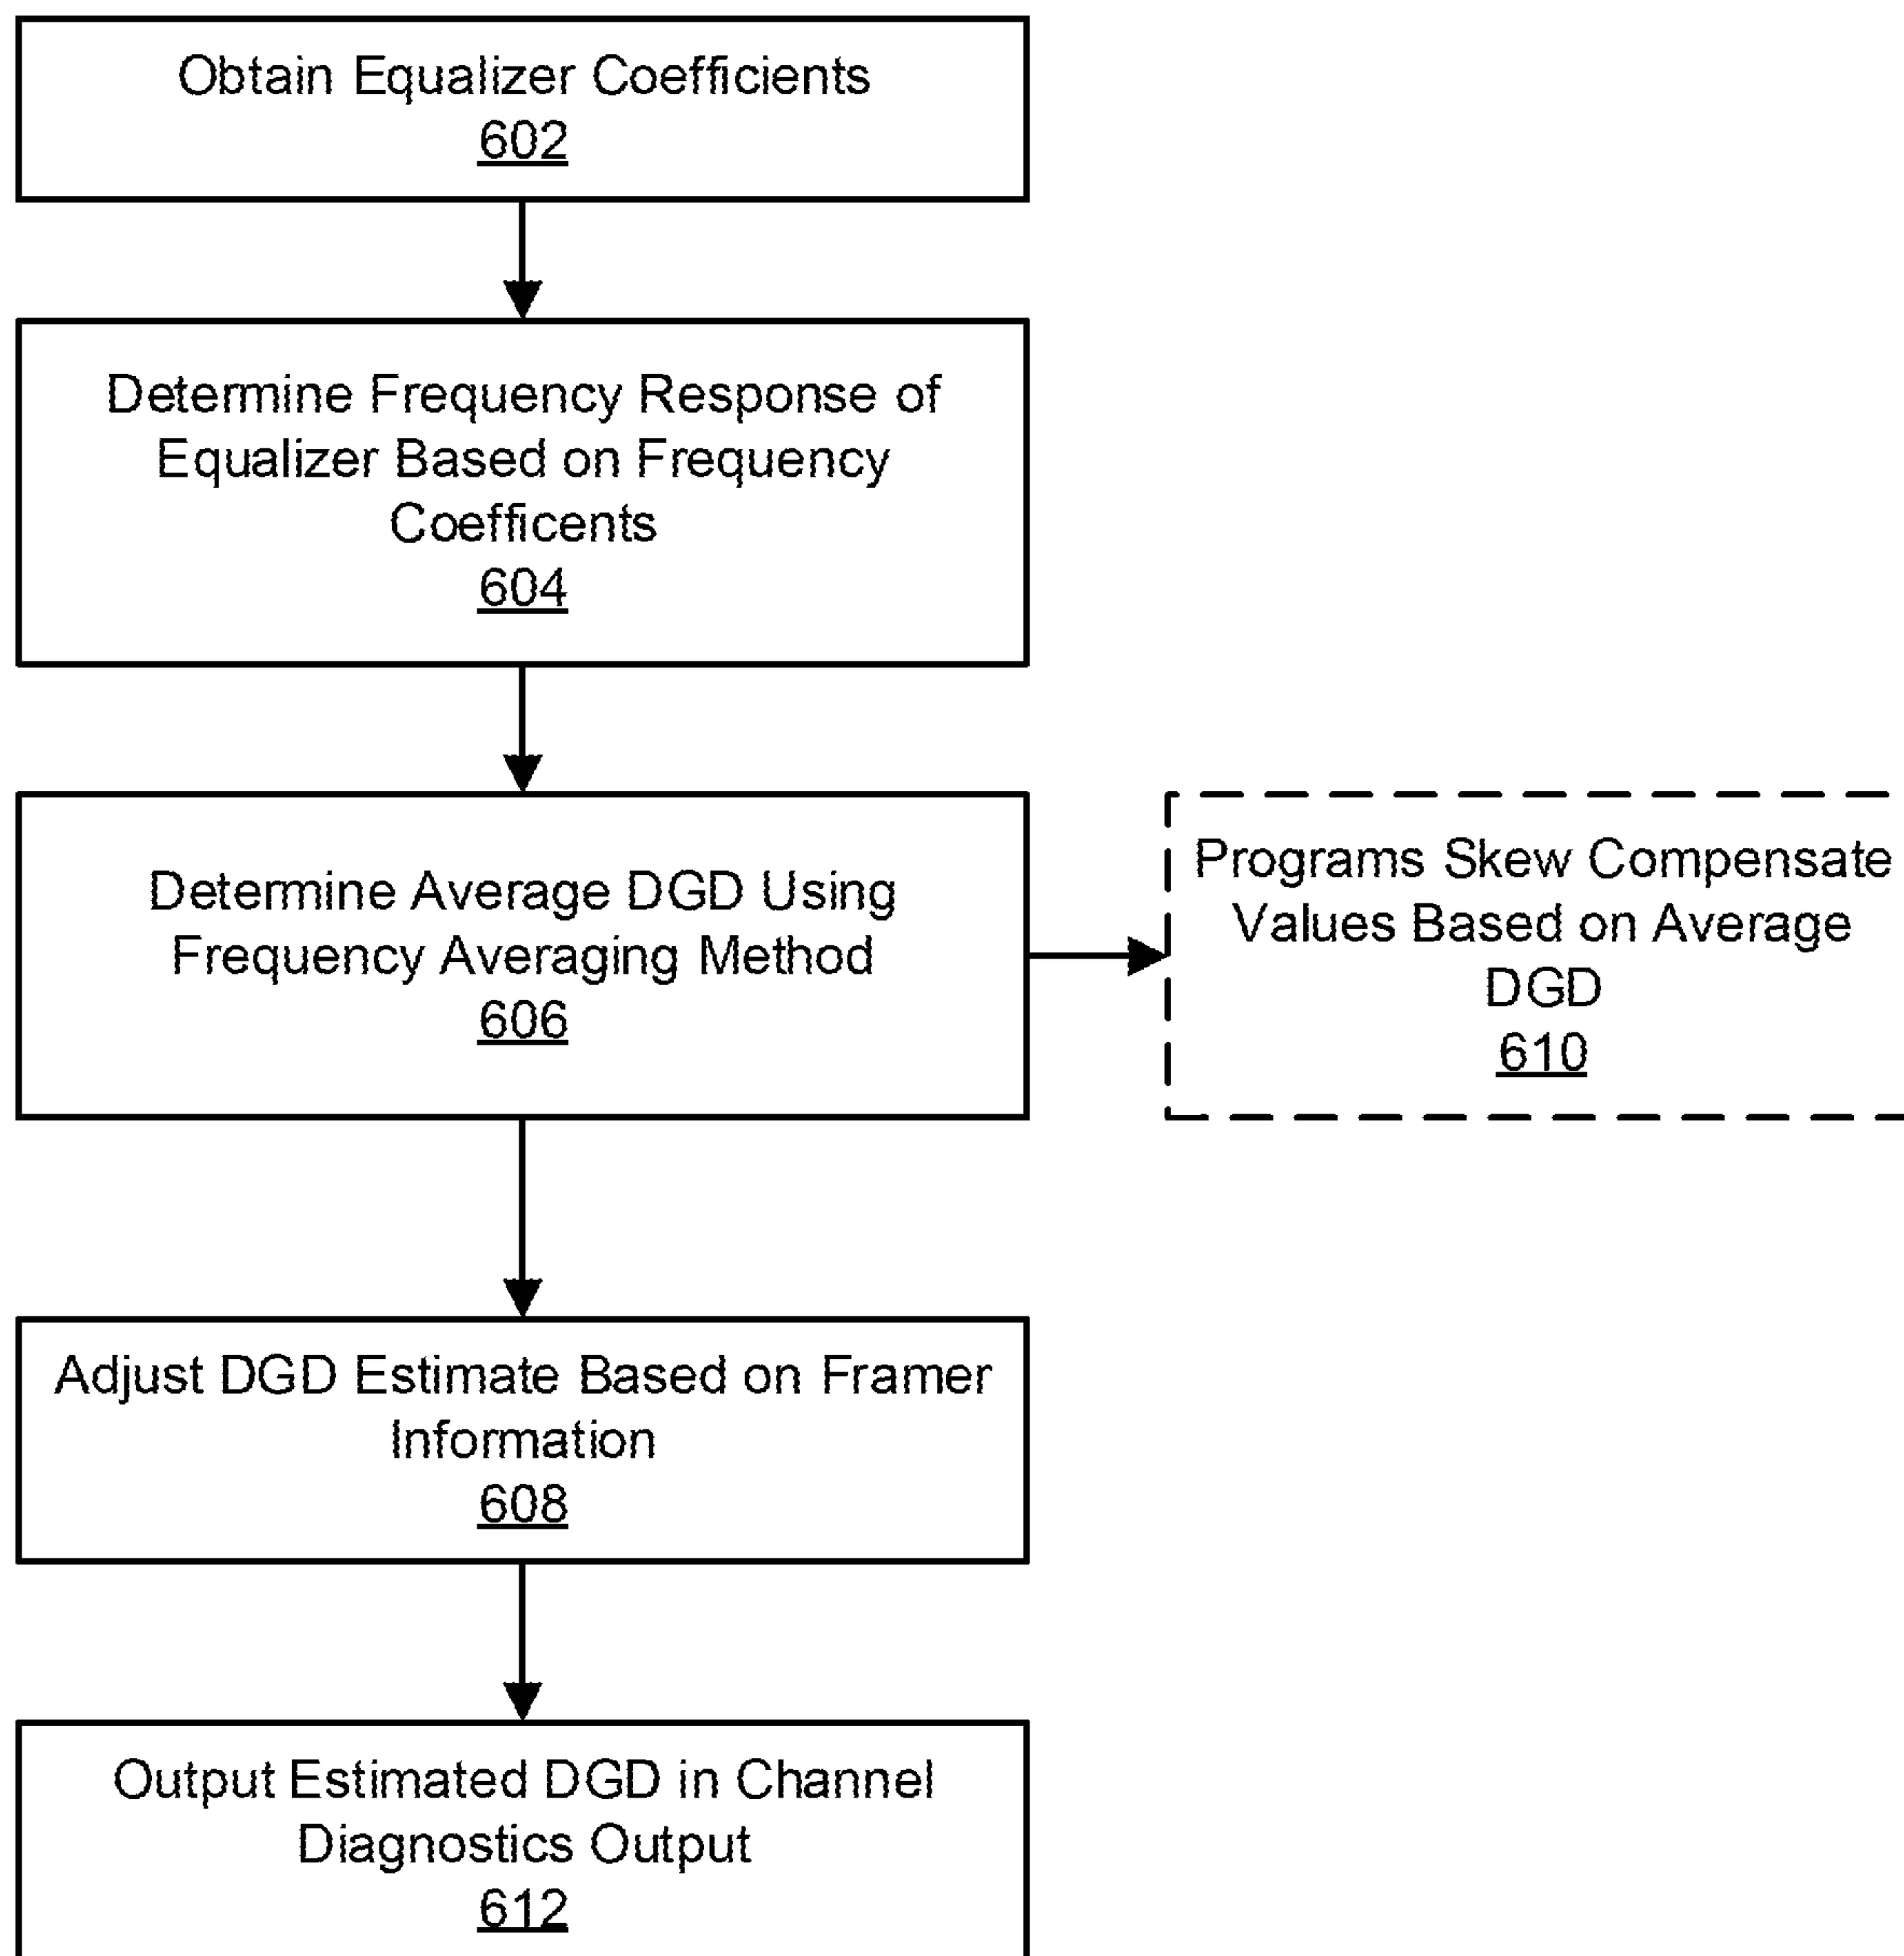 Obtain Equalizer Coefficients
602
Determine Frequency Response of
Equalizer Based on Frequency
Coefficents
604
Determine Average DGD Using
Frequency Averaging Method
606
Programs Skew Compensate
Values Based on Average
DGD
610
Adjust DGD Estimate Based on Framer
Information
608
Output Estimated DGD in Channel
Diagnostics Output
612